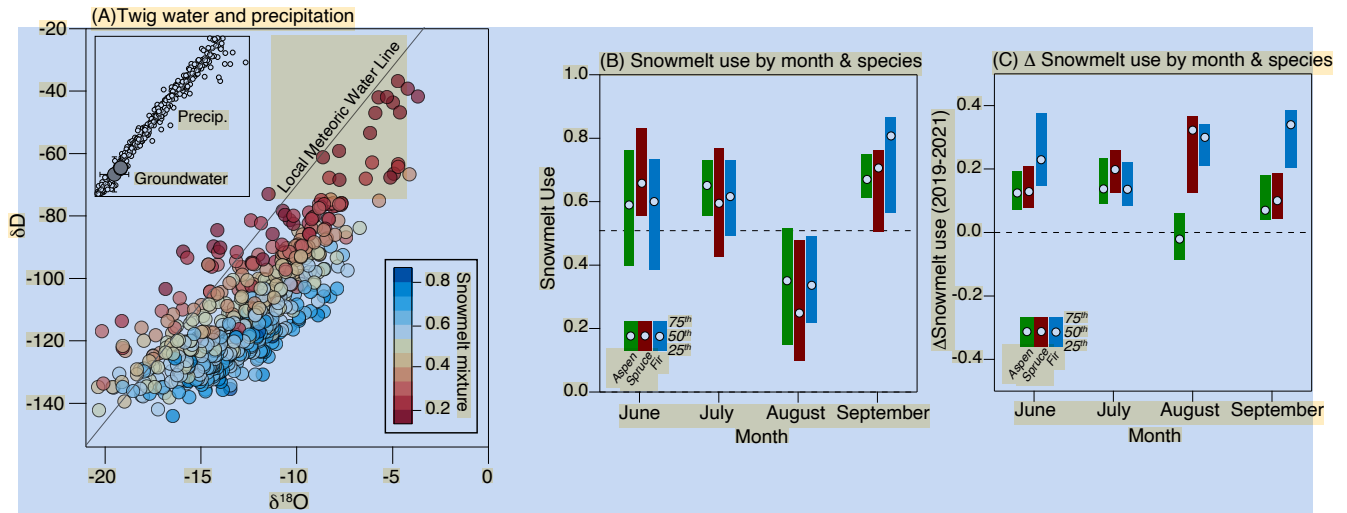 (A)Twig water and precipitation
-20
-40
-60
-80
-100
-120
-140
δD
Precip.
Groundwater
Local Meteoric Water Line
0.8
0.6
0.4
0.2
Snowmelt mixture
-20
-15
-10
-5
0
δ18O
(B) Snowmelt use by month & species
1.0
0.8
0.6
0.4
0.2
0.0
Snowmelt Use
75th
50th
25th
Aspen
Spruce
Fir
June
July
August
September
Month
(C) Δ Snowmelt use by month & species
0.4
0.2
0.0
-0.2
-0.4
ΔSnowmelt use (2019-2021)
75th
50th
25th
Aspen
Spruce
Fir
June
July
August
September
Month